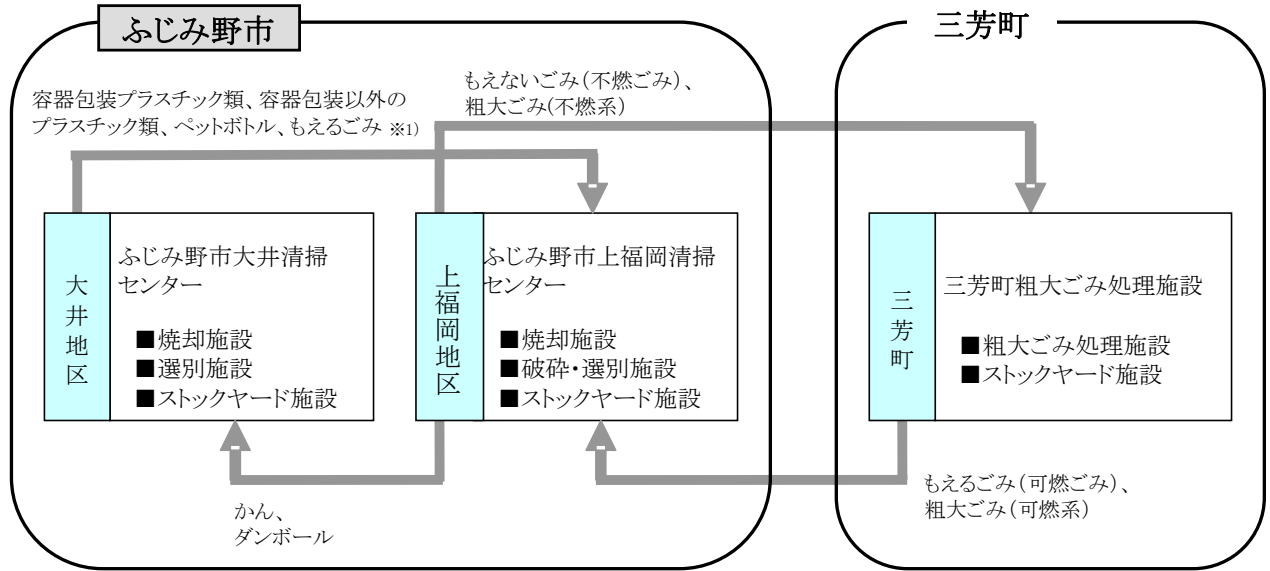 ふじみ野市
三芳町
容器包装プラスチック類、容器包装以外の
プラスチック類、ペットボトル、もえるごみ ※1)
もえないごみ（不燃ごみ）、
粗大ごみ(不燃系)
大井地区
ふじみ野市大井清掃
センター
■焼却施設
■選別施設
■ストックヤード施設
上福岡地区
ふじみ野市上福岡清掃
センター
■焼却施設
■破砕・選別施設
■ストックヤード施設
三芳町
三芳町粗大ごみ処理施設
■粗大ごみ処理施設
■ストックヤード施設
かん、
ダンボール
もえるごみ（可燃ごみ）、
粗大ごみ（可燃系）